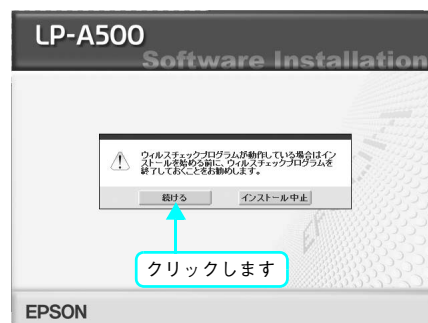 LP-A500
Software Installation
ウィルスチェックプログラムが動作している場合はイン
ストールを始める前に、ウィルスチェックプログラムを
終了しておくことをお勧めします。
続ける
インストール中止
クリックします
EPSON